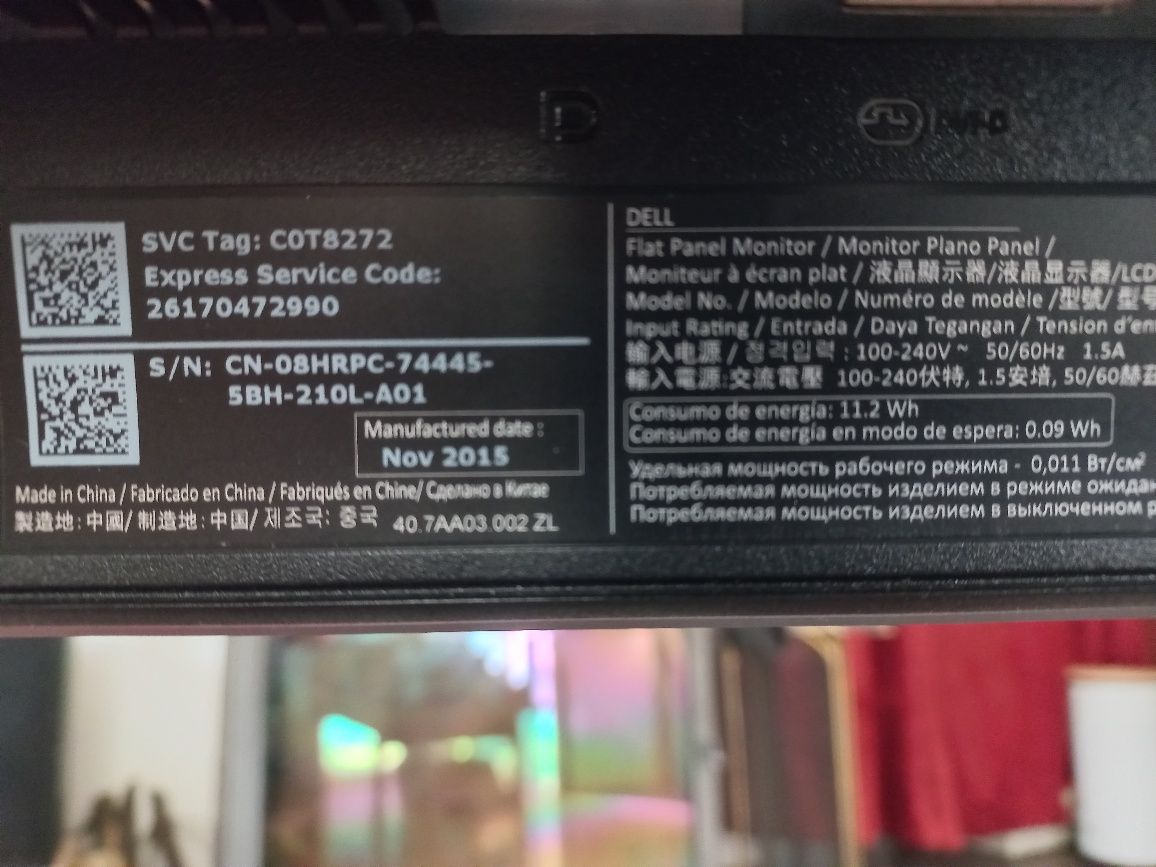 SVC Tag: C0T8272
Express Service Code:
26170472990
S/N: CN-08HRPC-74445-
5BH-210L-A01
Manufactured date :
Nov 2015
Made in China / Fabricado en China / Fabriqués en Chine/ Сделано в Китае
製造地: 中國/ 制造地: 中国/ 제조국: 중국 40.7AA03.002 ZL
DELL
Flat Panel Monitor / Monitor Plano Panel /
Moniteur à écran plat / 液晶顯示器/液晶显示器/LCD
Model No. / Modelo / Numéro de modèle /型號/ 型号
Input Rating / Entrada / Daya Tegangan / Tension d'en
输入电源 / 정격입력 : 100-240V ~ 50/60Hz 1.5A
輸入電源:交流電壓 100-240伏特, 1.5安培, 50/60赫茲
Consumo de energía: 11.2 Wh
Consumo de energía en modo de espera: 0.09 Wh
Удельная мощность рабочего режима - 0,011 Вт/см²
Потребляемая мощность изделием в режиме ожидан
Потребляемая мощность изделием в выключенном р